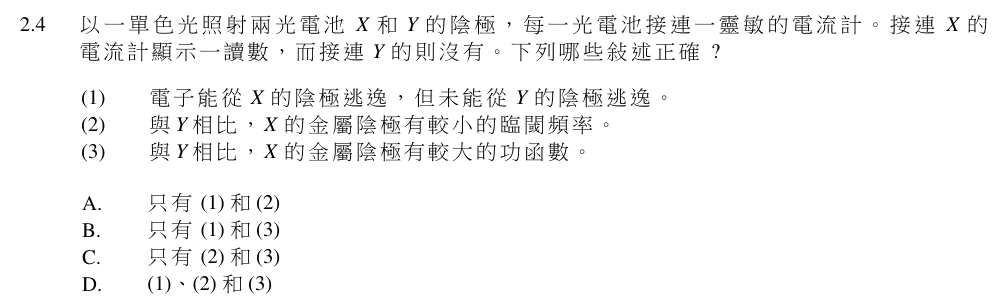 2.4 以一單色光照射兩光電池 X 和 Y 的陰極，每一光電池接連一靈敏的電流計。接連 X 的
電流計顯示一讀數，而接連 Y 的則沒有。下列哪些敍述正確？
(1) 電子能從 X 的陰極逃逸，但未能從 Y 的陰極逃逸。
(2) 與 Y 相比，X 的金屬陰極有較小的臨閾頻率。
(3) 與 Y 相比，X 的金屬陰極有較大的功函數。
A. 只有 (1) 和 (2)
B. 只有 (1) 和 (3)
C. 只有 (2) 和 (3)
D. (1)、(2) 和 (3)